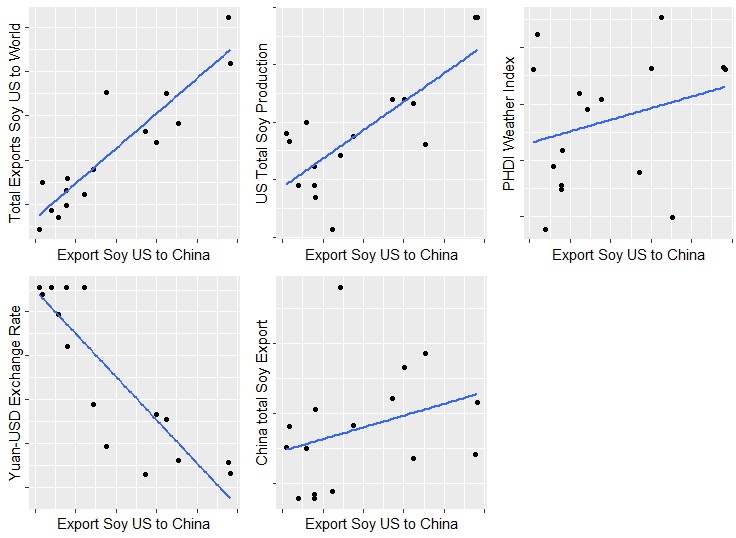 Total Exports Soy US to World
Export Soy US to China
US Total Soy Production
Export Soy US to China
PHDI Weather Index
Export Soy US to China
Yuan-USD Exchange Rate
Export Soy US to China
China total Soy Export
Export Soy US to China